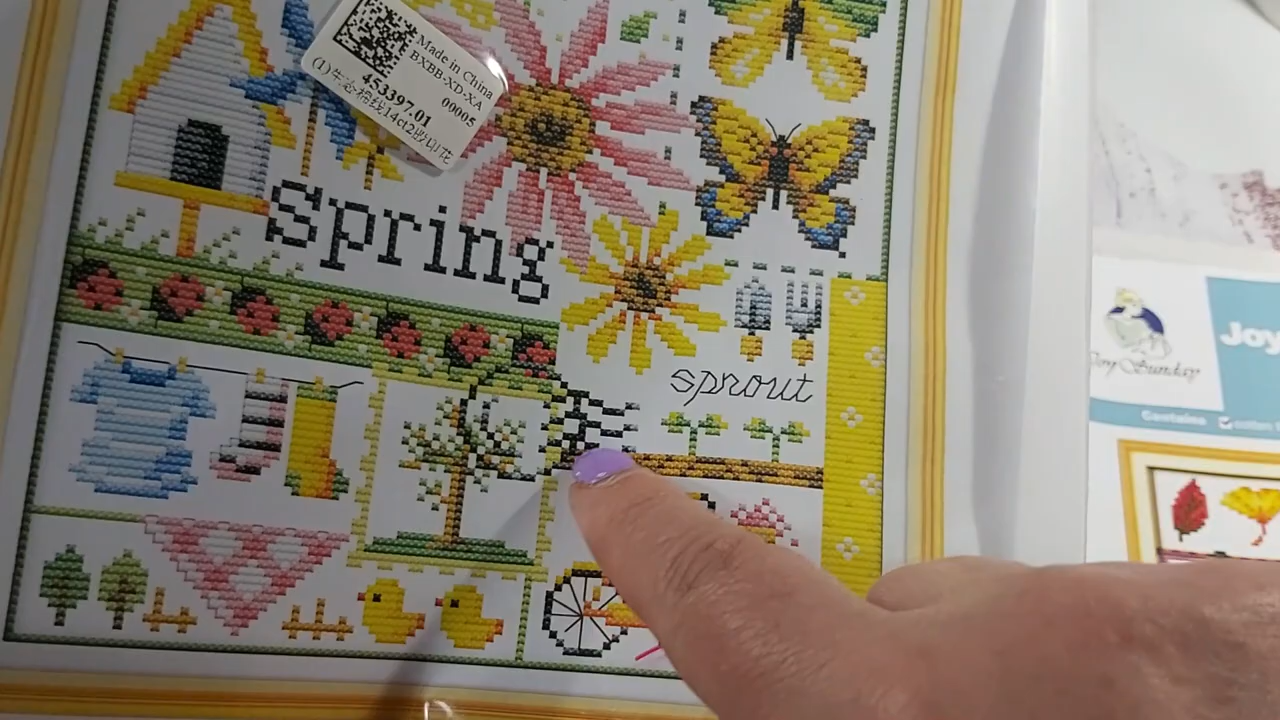 Made in China
BXBB-XD-XA
00005
453397.01
spring
sprout
Joy Sunday
Joy
Contains